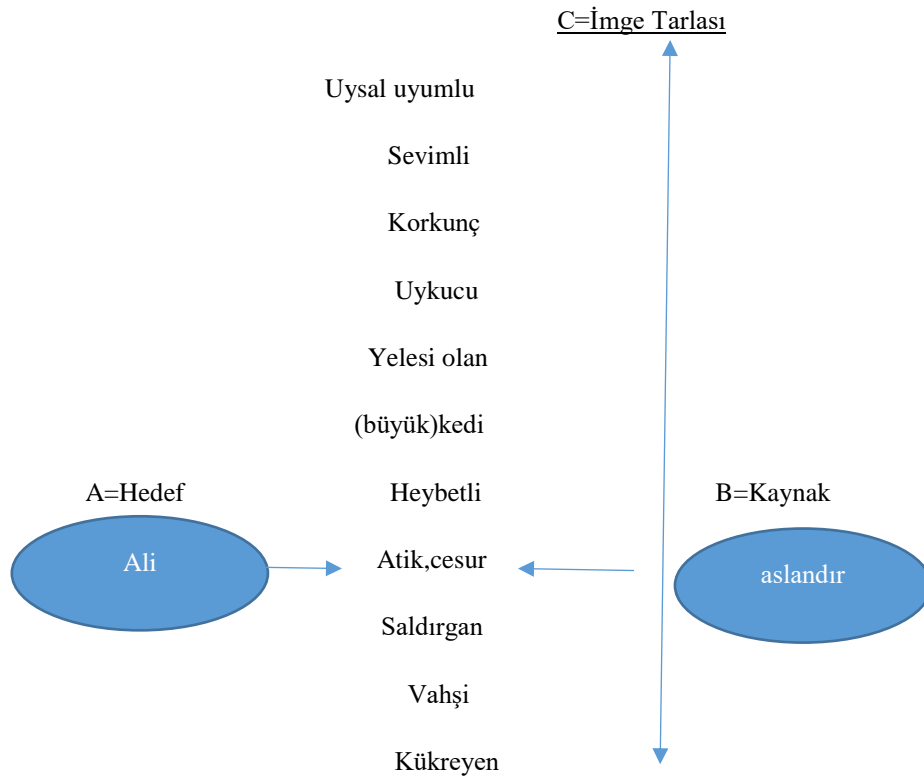 C=İmge Tarlası
Uysal uyumlu
Sevimli
Korkunç
Uykucu
Yelesi olan
(büyük)kedi
A=Hedef
Heybetli
B=Kaynak
Ali
Atik,cesur
aslandır
Saldırgan
Vahşi
Kükreyen